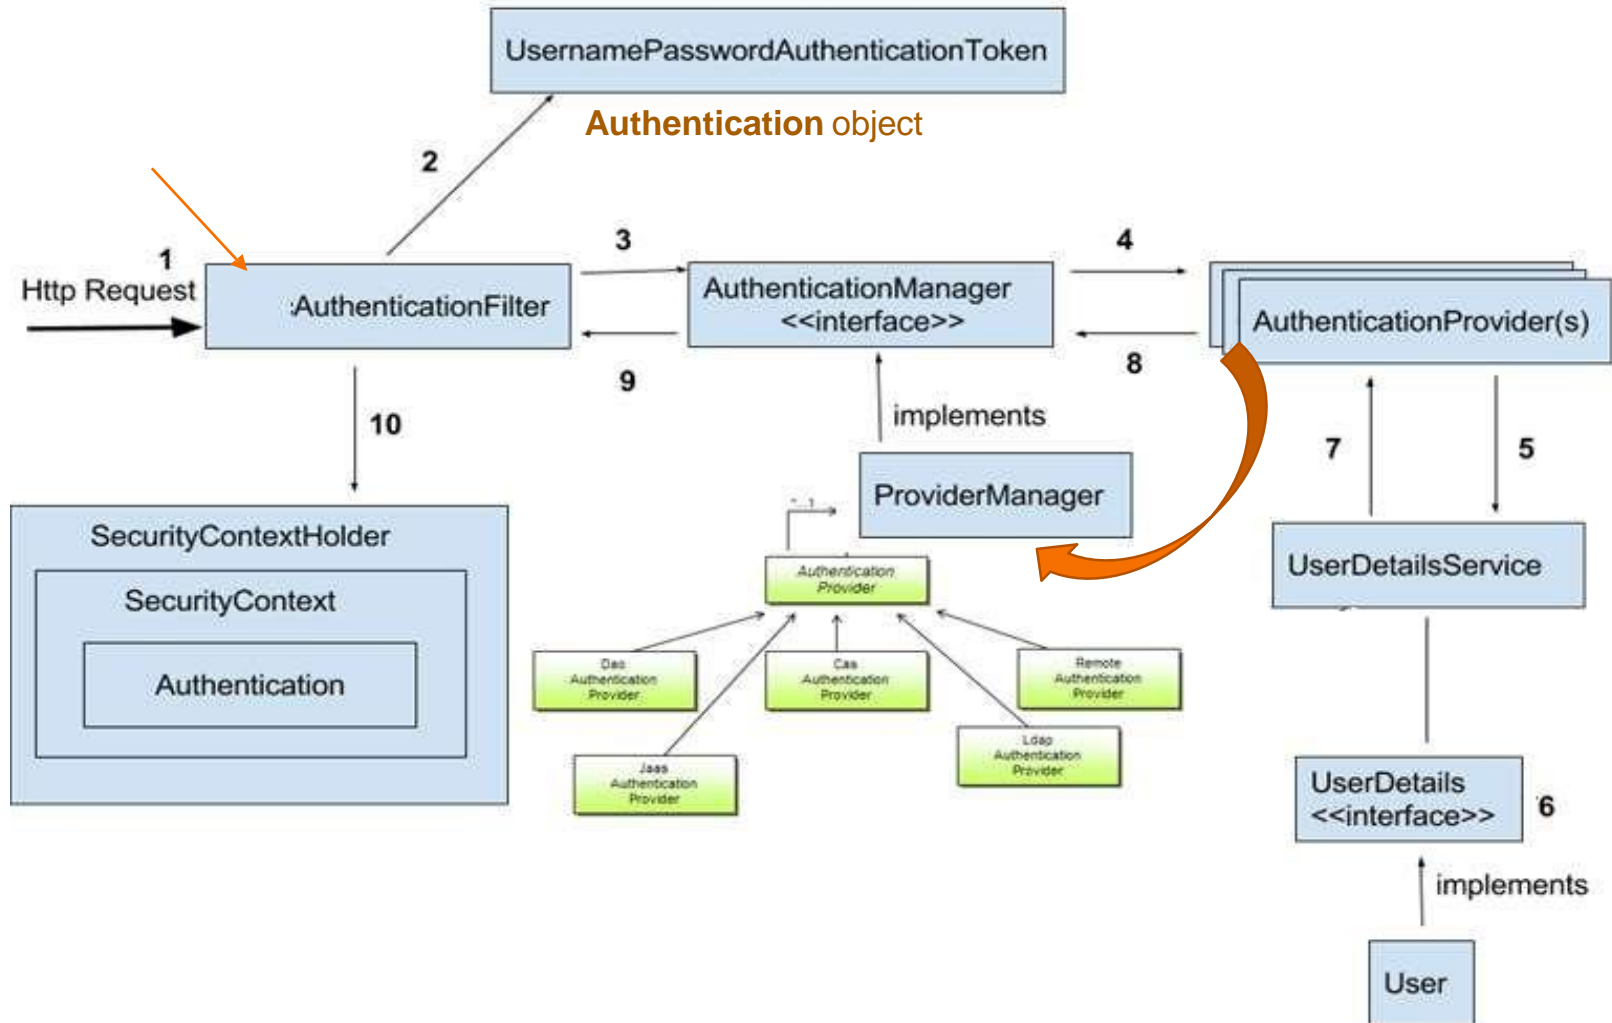 UsernamePasswordAuthenticationToken
Authentication object
2
1
Http Request
:AuthenticationFilter
3
AuthenticationManager
<<interface>>
4
AuthenticationProvider(s)
9
8
10
implements
7
5
ProviderManager
SecurityContextHolder
SecurityContext
Authentication
Authentication
Provider
UserDetailsService
Dao
Authentication
Provider
Cas
Authentication
Provider
Remote
Authentication
Provider
Jaas
Authentication
Provider
Ldap
Authentication
Provider
UserDetails
<<interface>>
6
implements
User